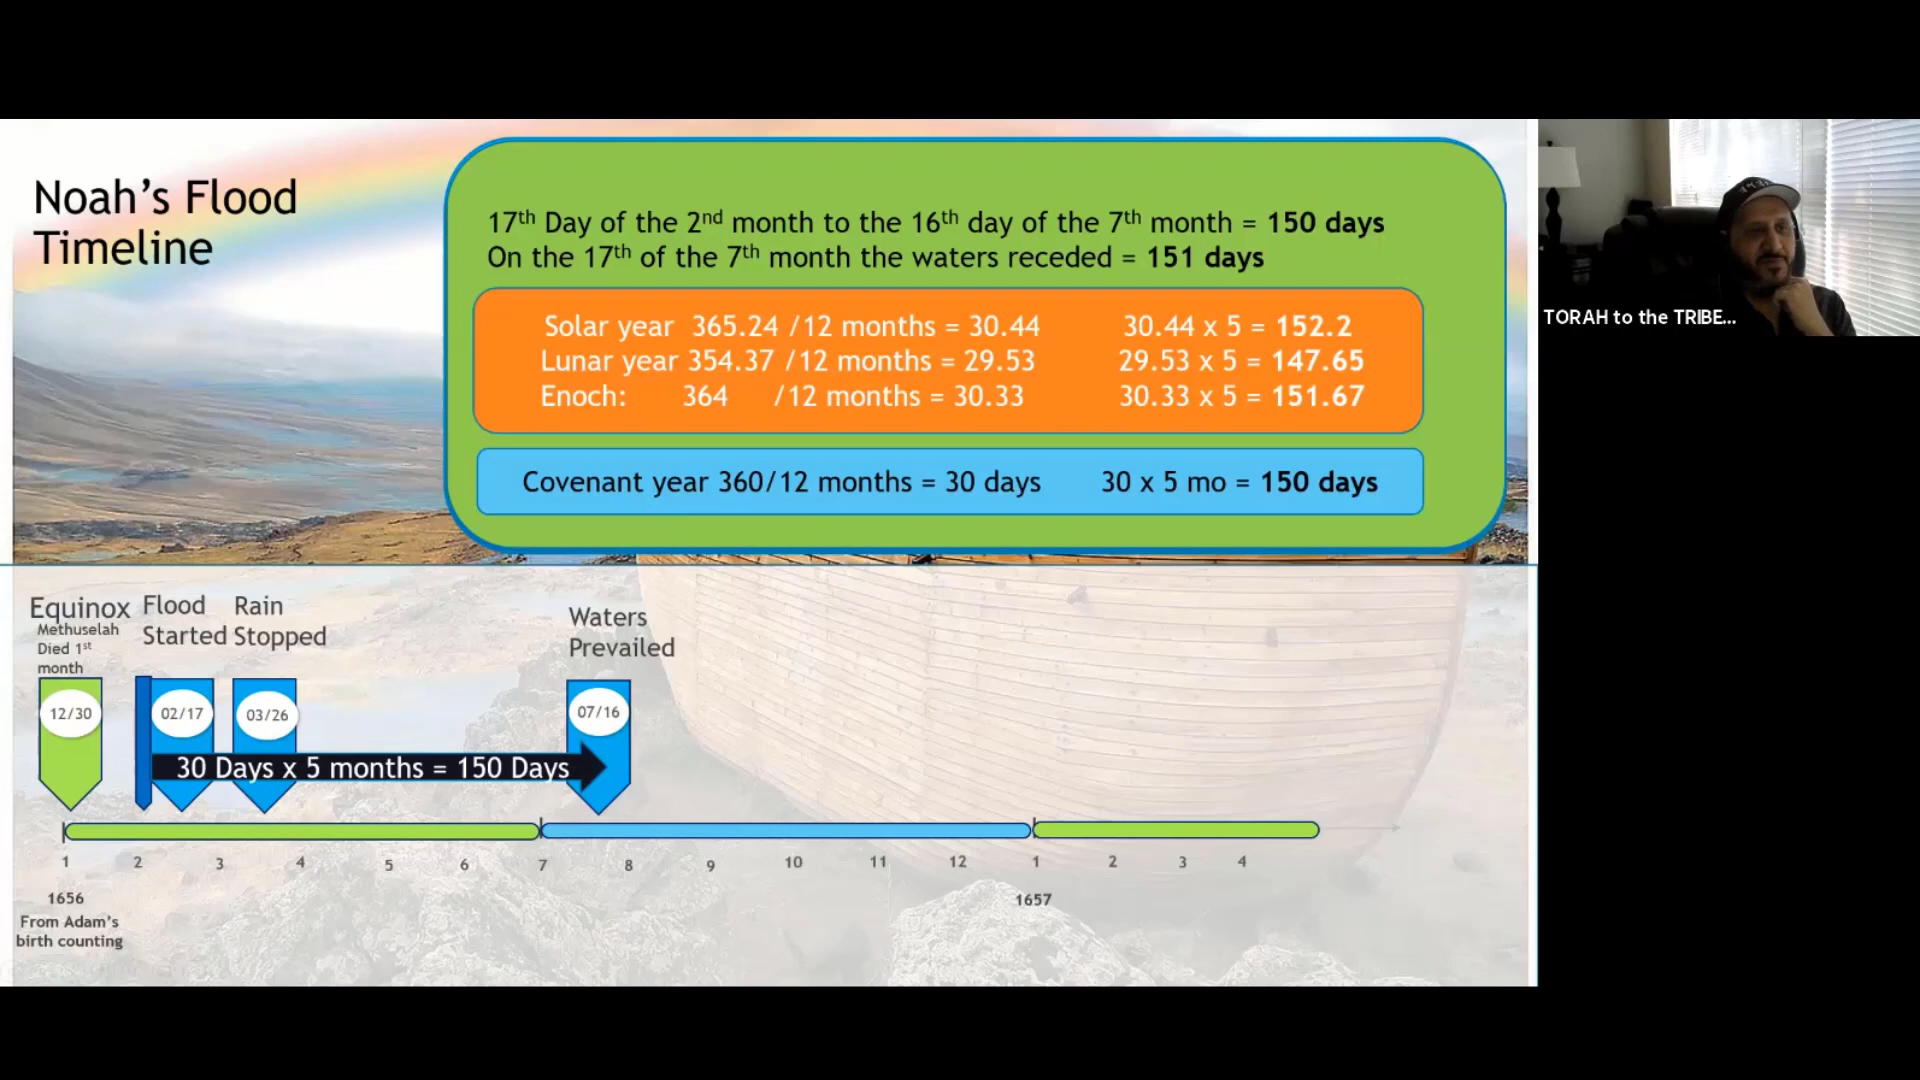 Noah’s Flood
Timeline
17th Day of the 2nd month to the 16th day of the 7th month = 150 days
On the 17th of the 7th month the waters receded = 151 days
Solar year 365.24 /12 months = 30.44 30.44 x 5 = 152.2
Lunar year 354.37 /12 months = 29.53 29.53 x 5 = 147.65
Enoch: 364 /12 months = 30.33 30.33 x 5 = 151.67
Covenant year 360/12 months = 30 days 30 x 5 mo = 150 days
TORAH to the TRIBE...
Equinox
Methuselah
Died 1st
month
Flood
Started
Rain
Stopped
Waters
Prevailed
12/30
02/17
03/26
07/16
30 Days x 5 months = 150 Days
1 2 3 4 5 6 7 8 9 10 11 12 1 2 3 4
1656
From Adam’s
birth counting
1657